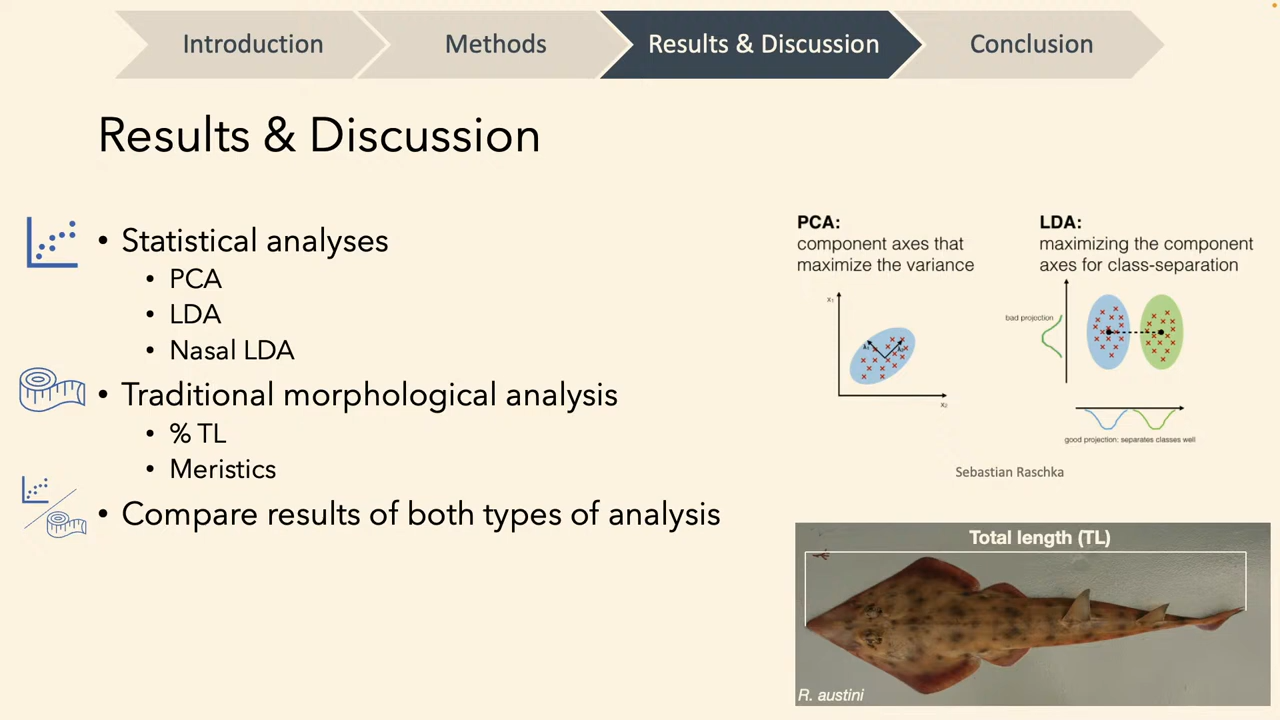 Introduction
Methods
Results & Discussion
Conclusion
Results & Discussion
• Statistical analyses
• PCA
• LDA
• Nasal LDA
• Traditional morphological analysis
• % TL
• Meristics
• Compare results of both types of analysis
PCA:
component axes that
maximize the variance
x₁
x₂
LDA:
maximizing the component
axes for class-separation
bad projection
good projection: separates classes well
Sebastian Raschka
Total length (TL)
R. austini